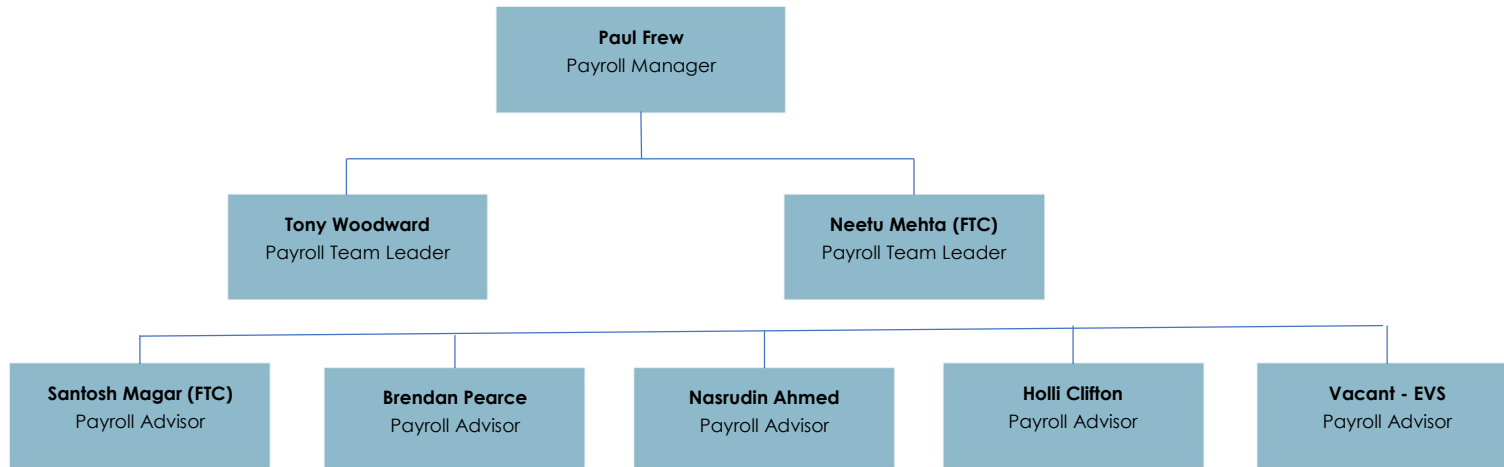 Paul Frew
Payroll Manager
Tony Woodward
Payroll Team Leader
Neetu Mehta (FTC)
Payroll Team Leader
Santosh Magar (FTC)
Payroll Advisor
Brendan Pearce
Payroll Advisor
Nasrudin Ahmed
Payroll Advisor
Holli Clifton
Payroll Advisor
Vacant - EVS
Payroll Advisor